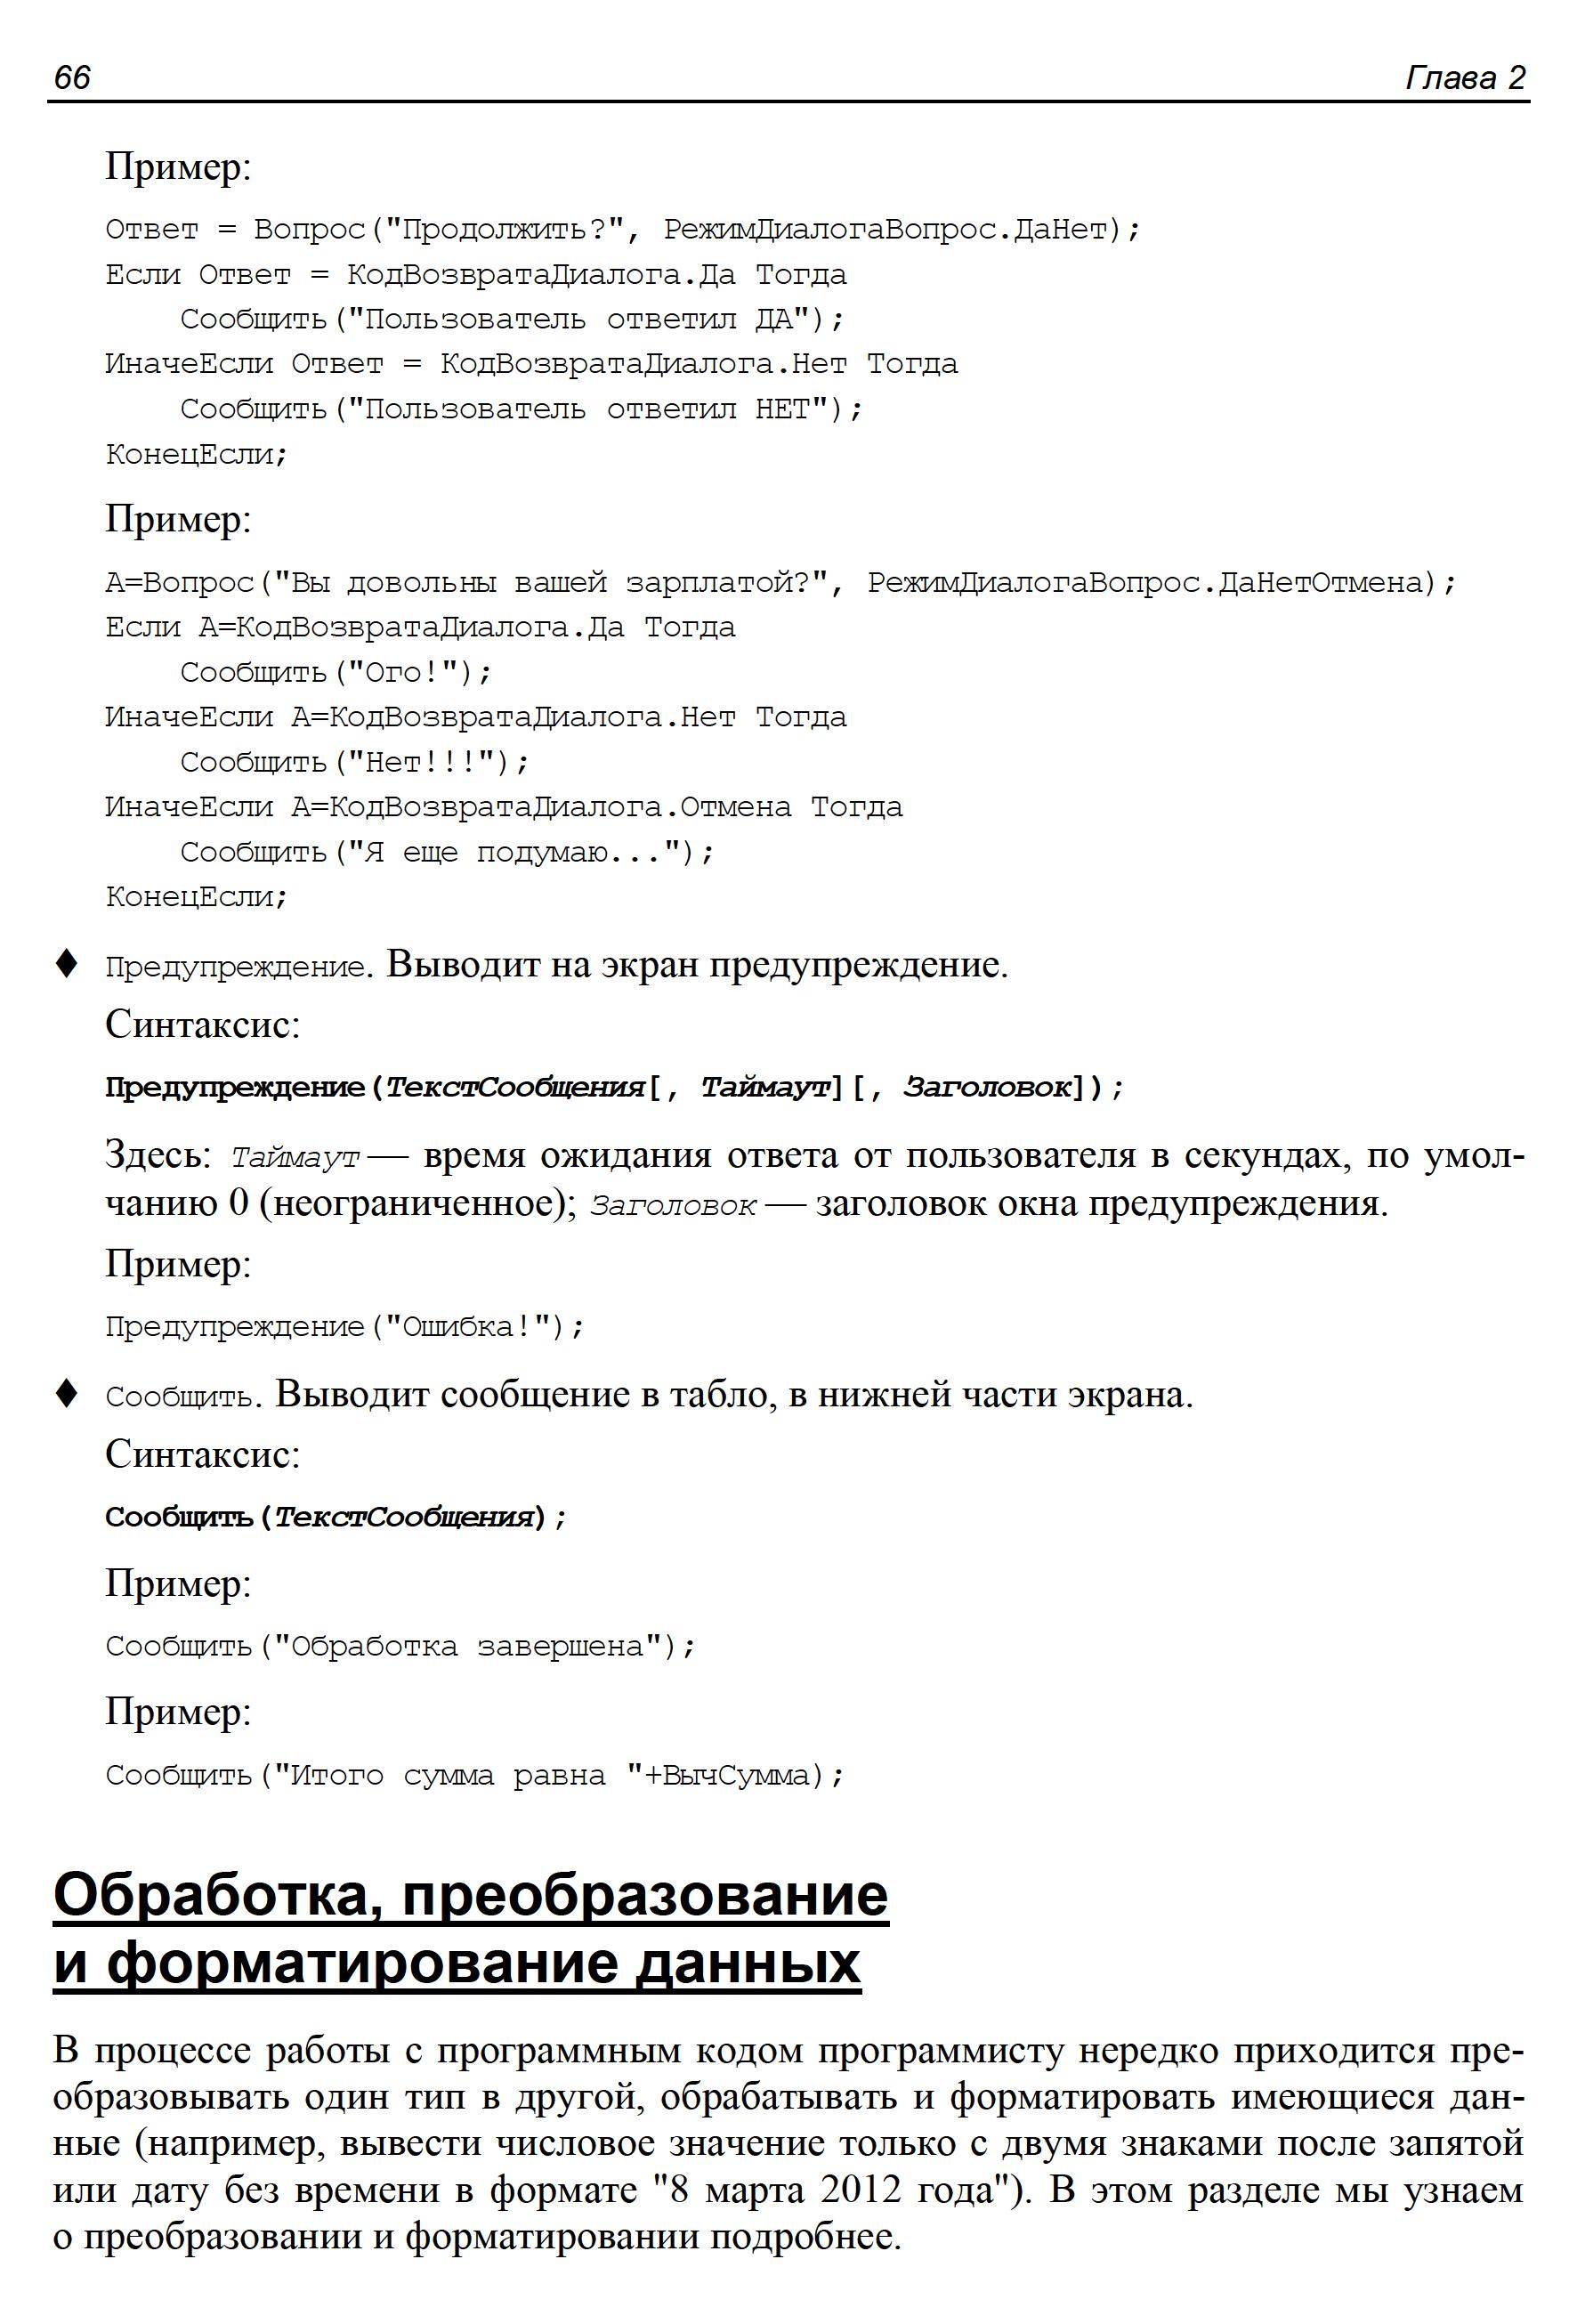 66 Глава 2
Пример:
Ответ = Вопрос("Продолжить?", РежимДиалогаВопрос.ДаНет);
Если Ответ = КодВозвратаДиалога.Да Тогда
    Сообщить("Пользователь ответил ДА");
ИначеЕсли Ответ = КодВозвратаДиалога.Нет Тогда
    Сообщить("Пользователь ответил НЕТ");
КонецЕсли;
Пример:
А=Вопрос("Вы довольны вашей зарплатой?", РежимДиалогаВопрос.ДаНетОтмена);
Если А=КодВозвратаДиалога.Да Тогда
    Сообщить("Ого!");
ИначеЕсли А=КодВозвратаДиалога.Нет Тогда
    Сообщить("Нет!!!");
ИначеЕсли А=КодВозвратаДиалога.Отмена Тогда
    Сообщить("Я еще подумаю...");
КонецЕсли;
♦ Предупреждение. Выводит на экран предупреждение.
Синтаксис:
Предупреждение(ТекстСообщения[, Таймаут][, Заголовок]);
Здесь: Таймаут — время ожидания ответа от пользователя в секундах, по умол-
чанию 0 (неограниченное); Заголовок — заголовок окна предупреждения.
Пример:
Предупреждение("Ошибка!");
♦ Сообщить. Выводит сообщение в табло, в нижней части экрана.
Синтаксис:
Сообщить(ТекстСообщения);
Пример:
Сообщить("Обработка завершена");
Пример:
Сообщить("Итого сумма равна "+ВычСумма);
Обработка, преобразование
и форматирование данных
В процессе работы с программным кодом программисту нередко приходится пре-
образовывать один тип в другой, обрабатывать и форматировать имеющиеся дан-
ные (например, вывести числовое значение только с двумя знаками после запятой
или дату без времени в формате "8 марта 2012 года"). В этом разделе мы узнаем
о преобразовании и форматировании подробнее.